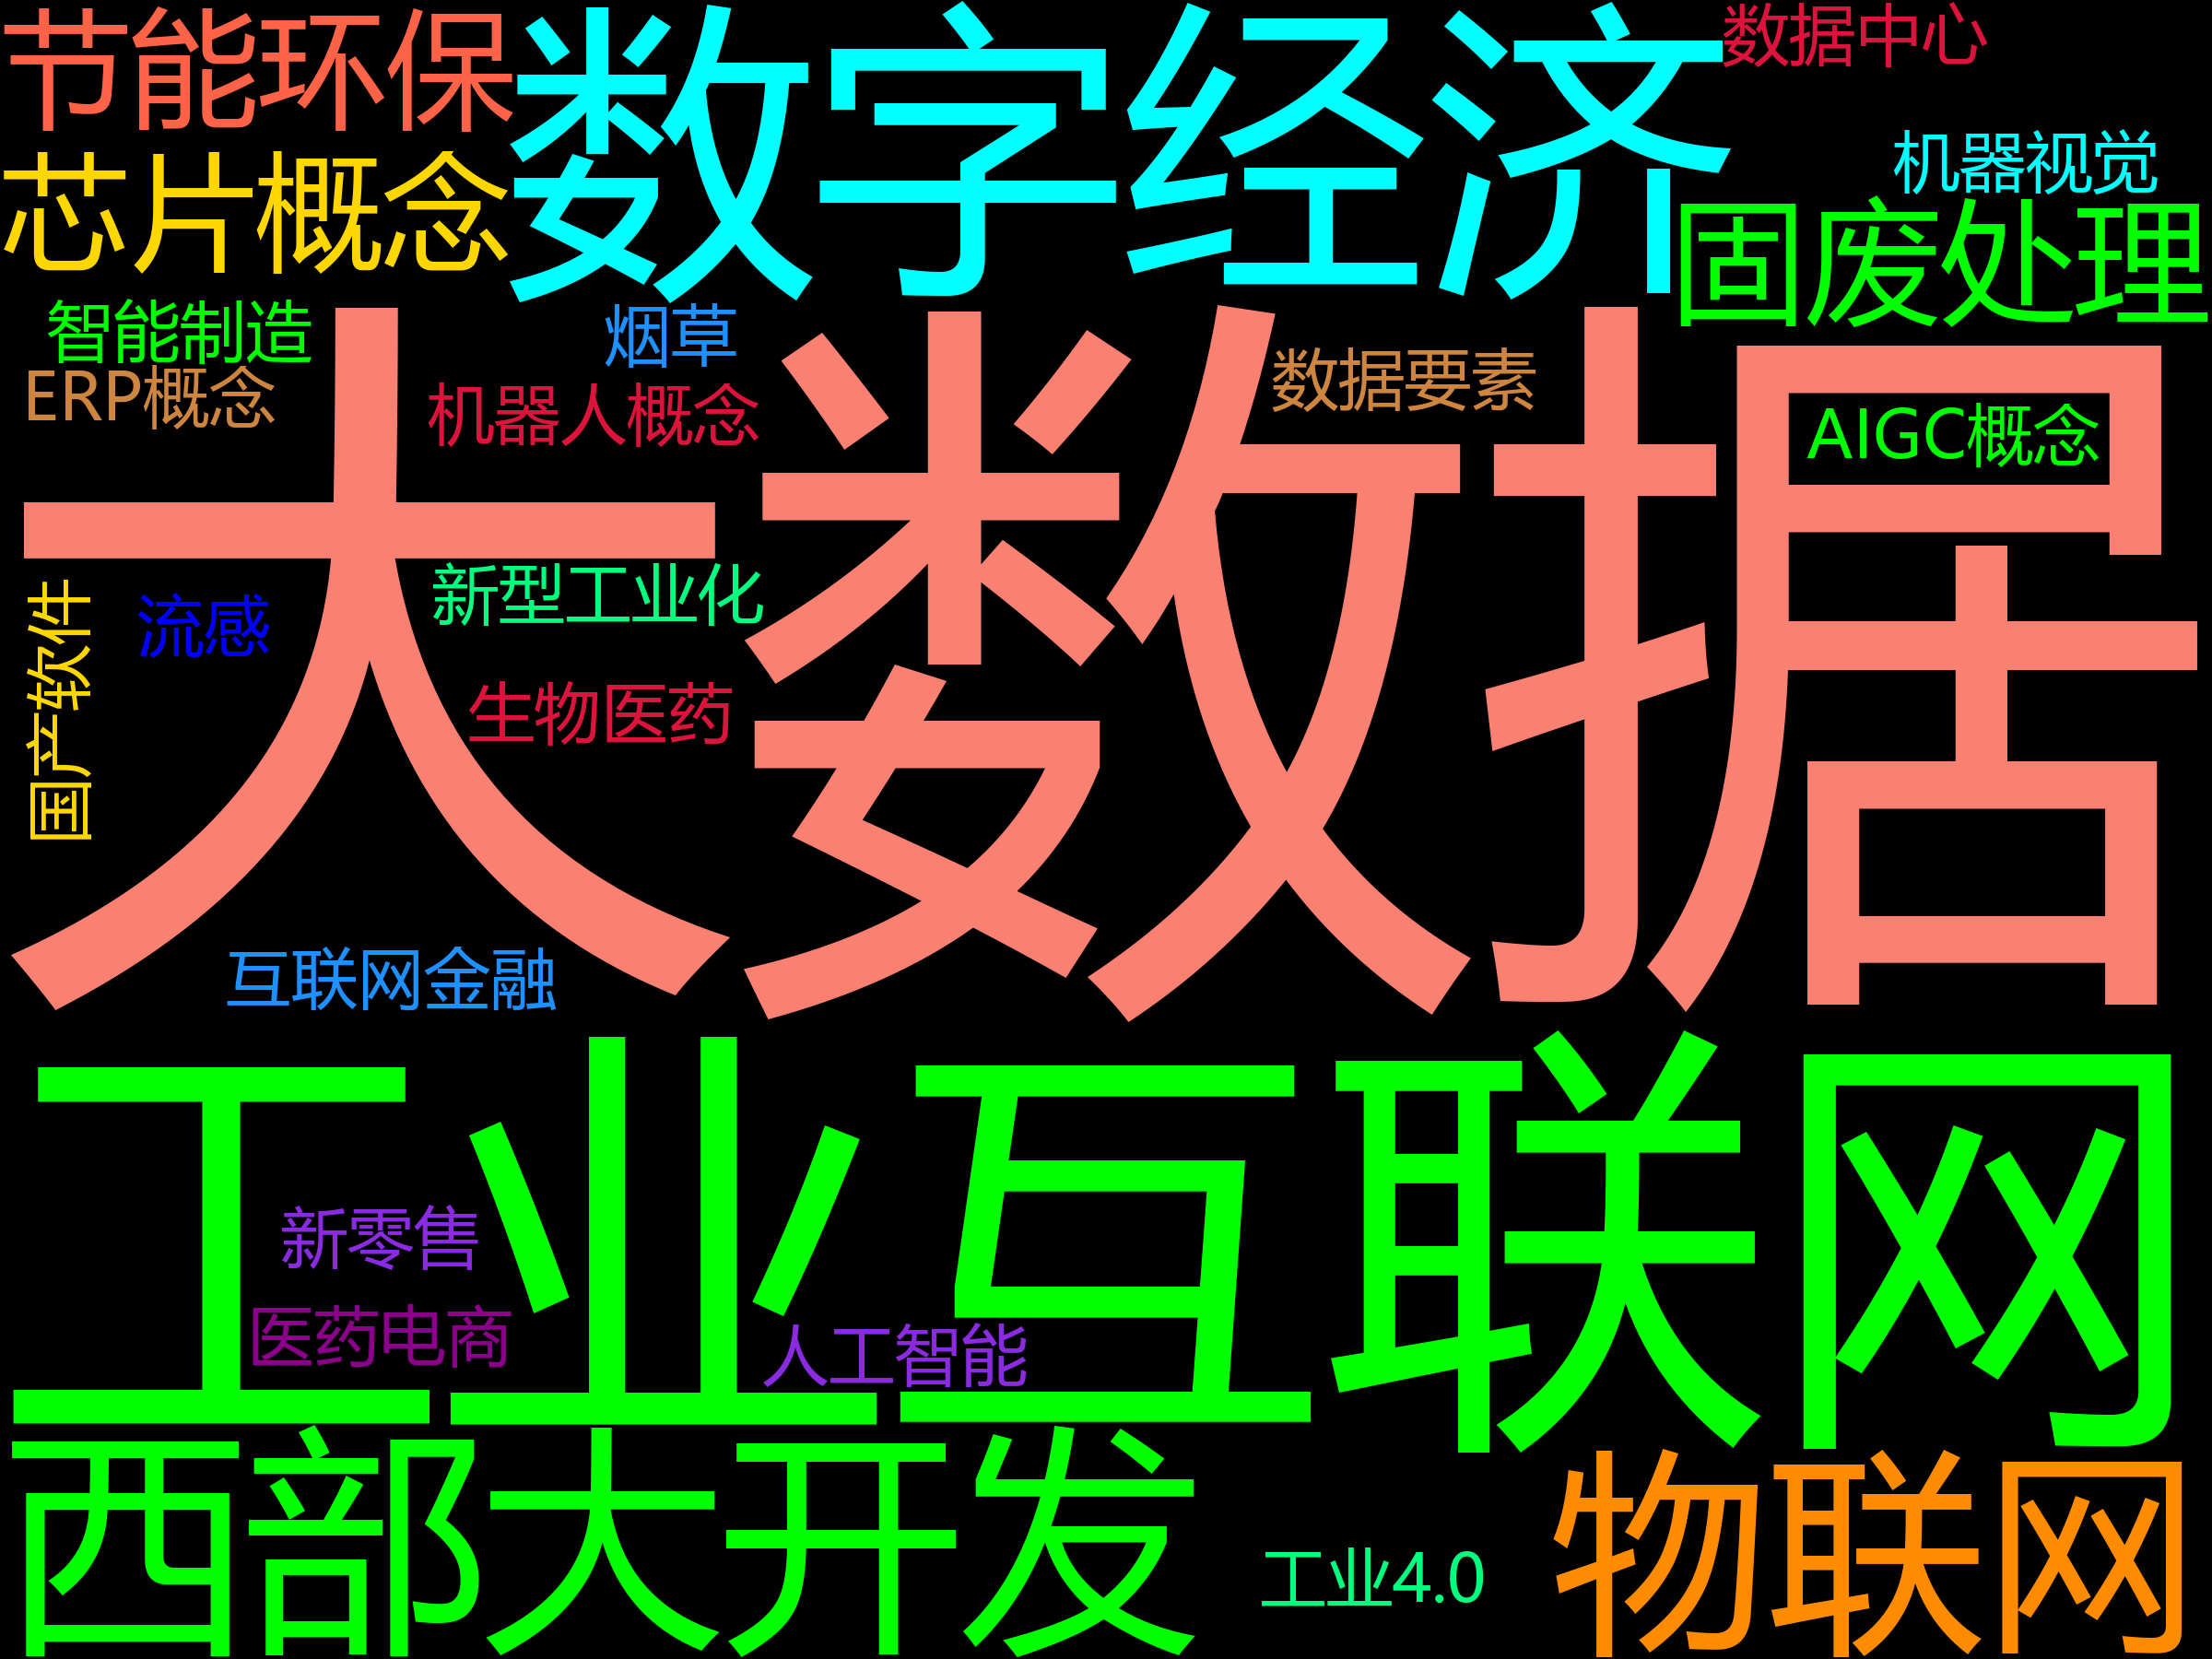 节能环保
数字经济
数据中心
芯片概念
机器视觉
固废处理
智能制造
烟草
ERP概念
机器人概念
数据要素
AIGC概念
大数据
新型工业化
流感
国产软件
生物医药
互联网金融
工业互联网
新零售
医药电商
人工智能
西部大开发
工业4.0
物联网